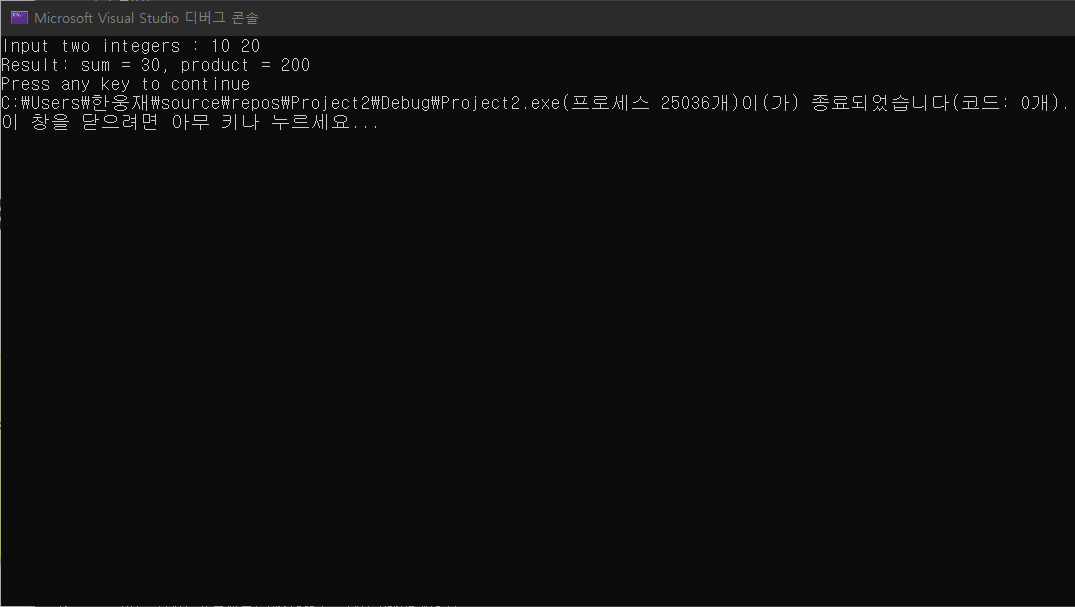 Microsoft Visual Studio 디버그 콘솔
Input two integers : 10 20
Result: sum = 30, product = 200
Press any key to continue
C:₩Users₩한웅재₩source₩repos₩Project2₩Debug₩Project2.exe(프로세스 25036개)이(가) 종료되었습니다(코드: 0개).
이 창을 닫으려면 아무 키나 누르세요...